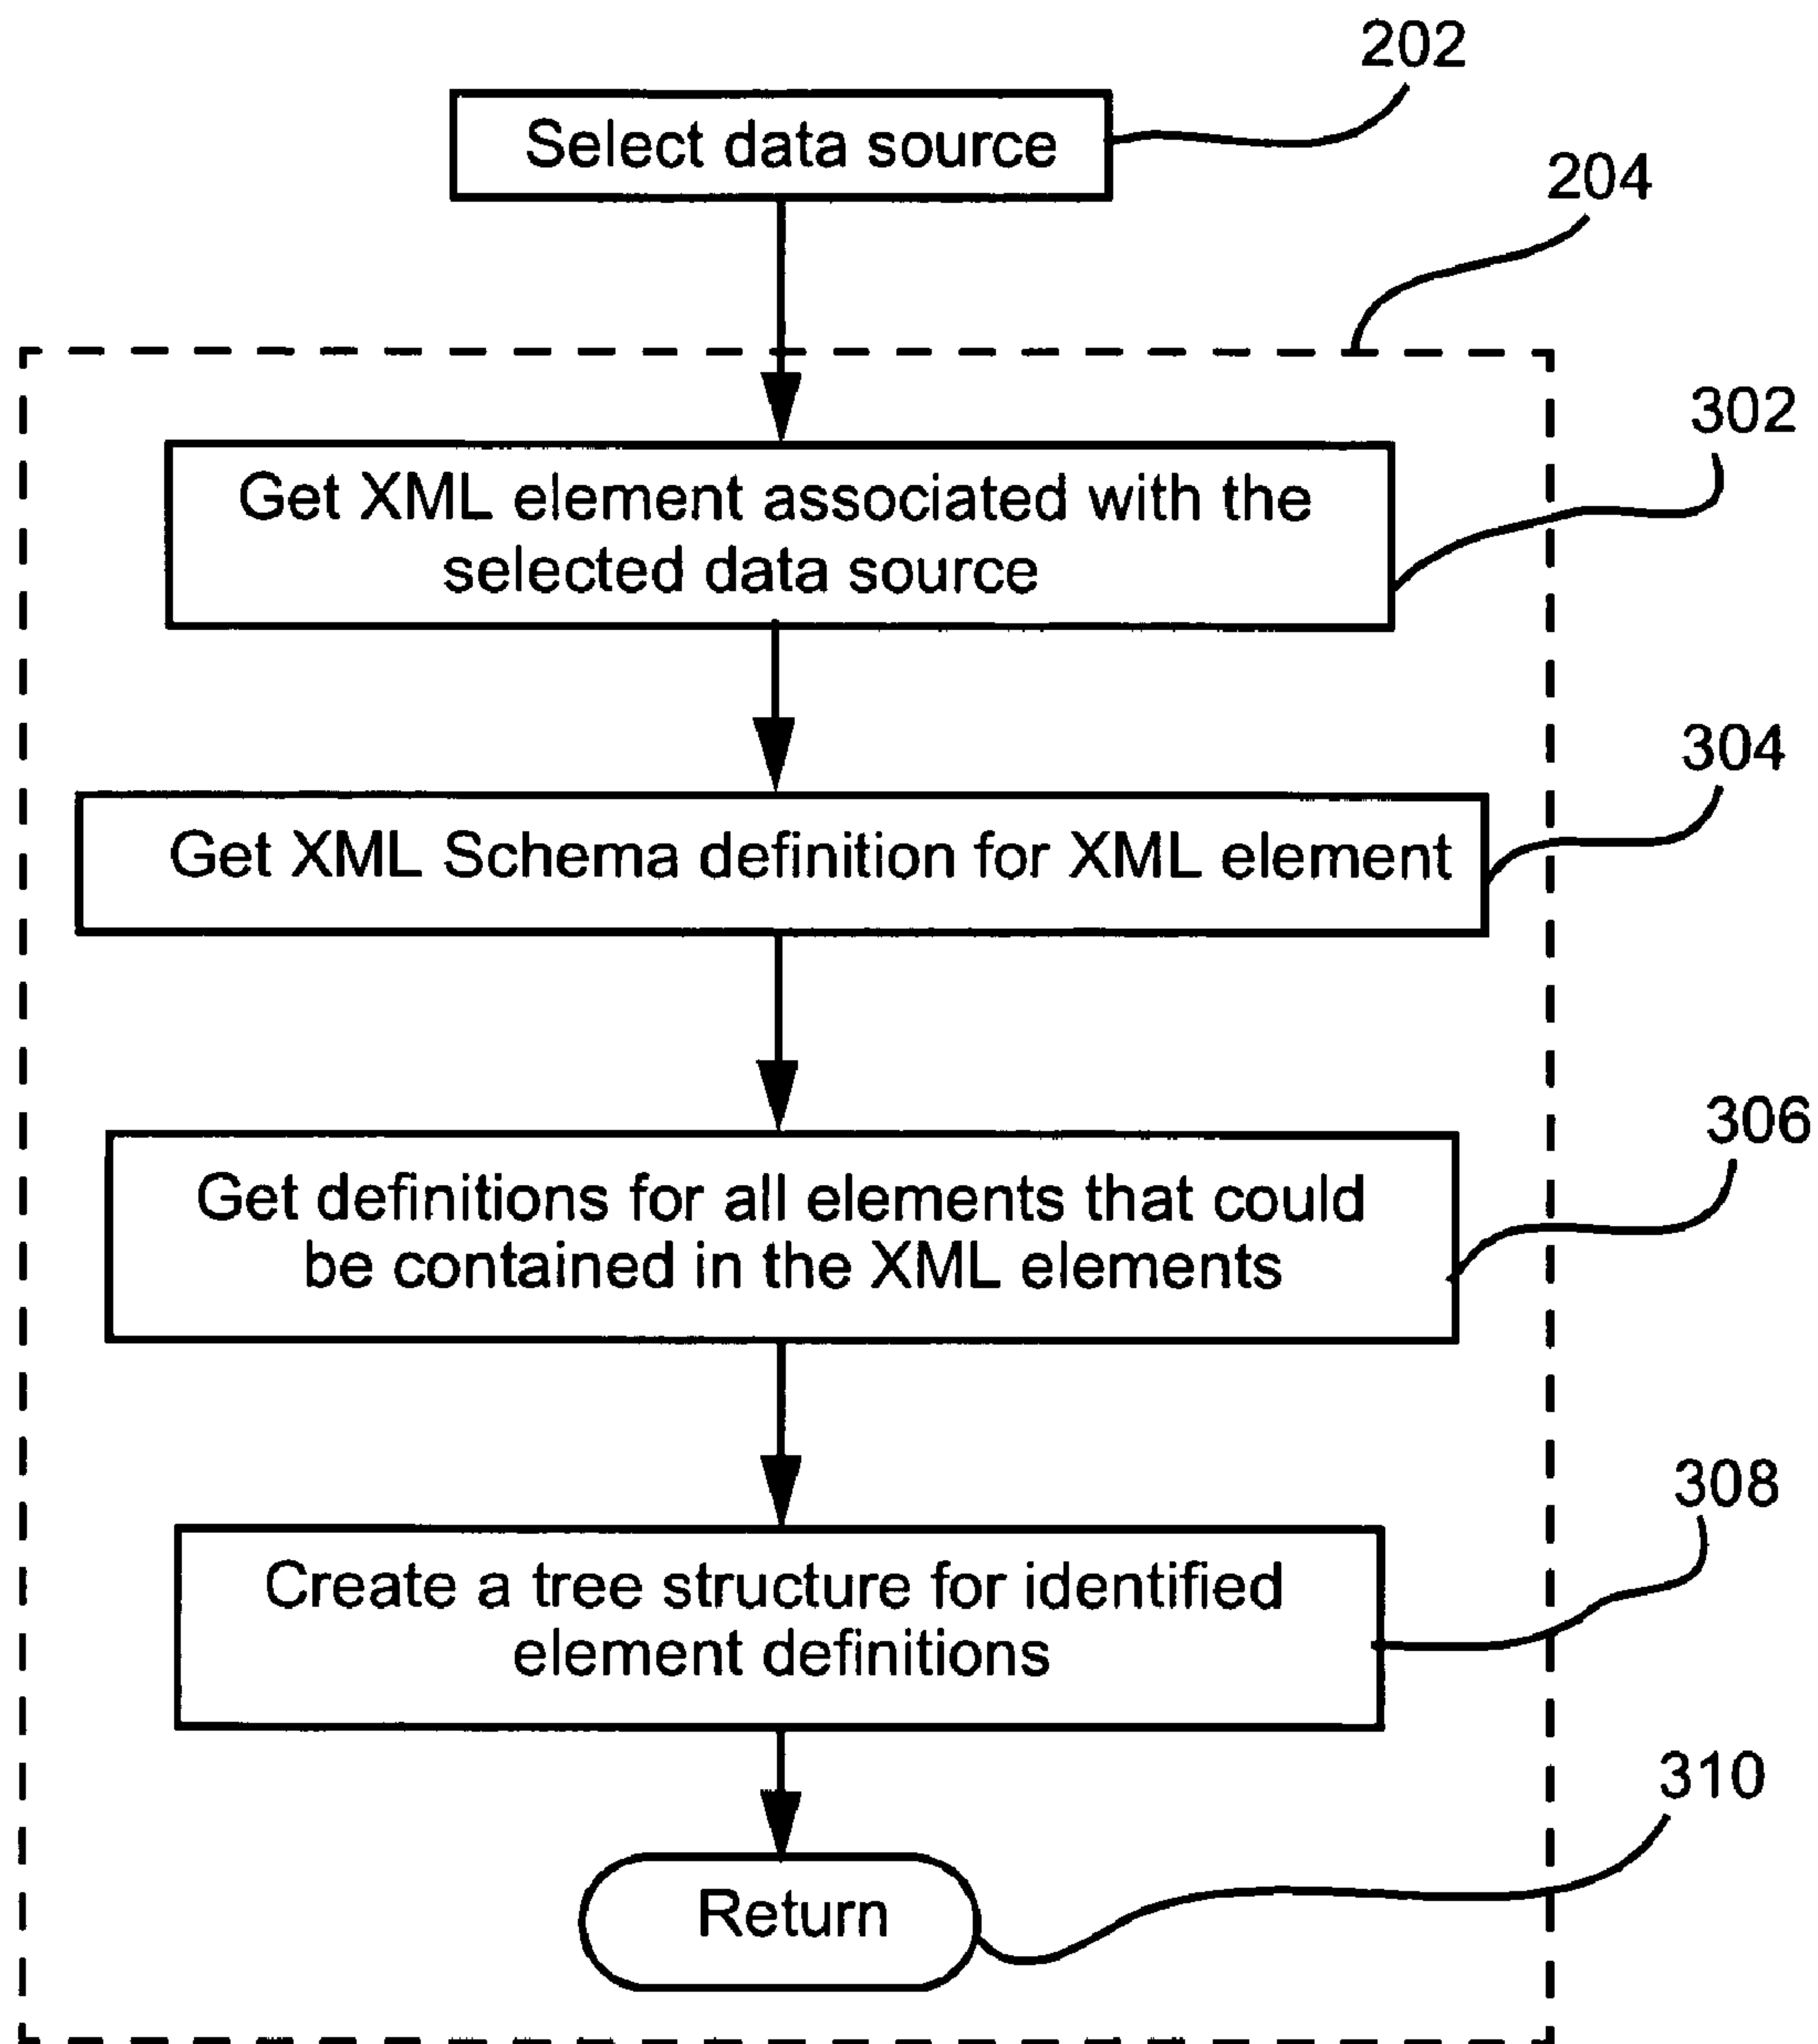 202
Select data source
204
302
Get XML element associated with the
selected data source
304
Get XML Schema definition for XML element
306
Get definitions for all elements that could
be contained in the XML elements
308
Create a tree structure for identified
element definitions
310
Return